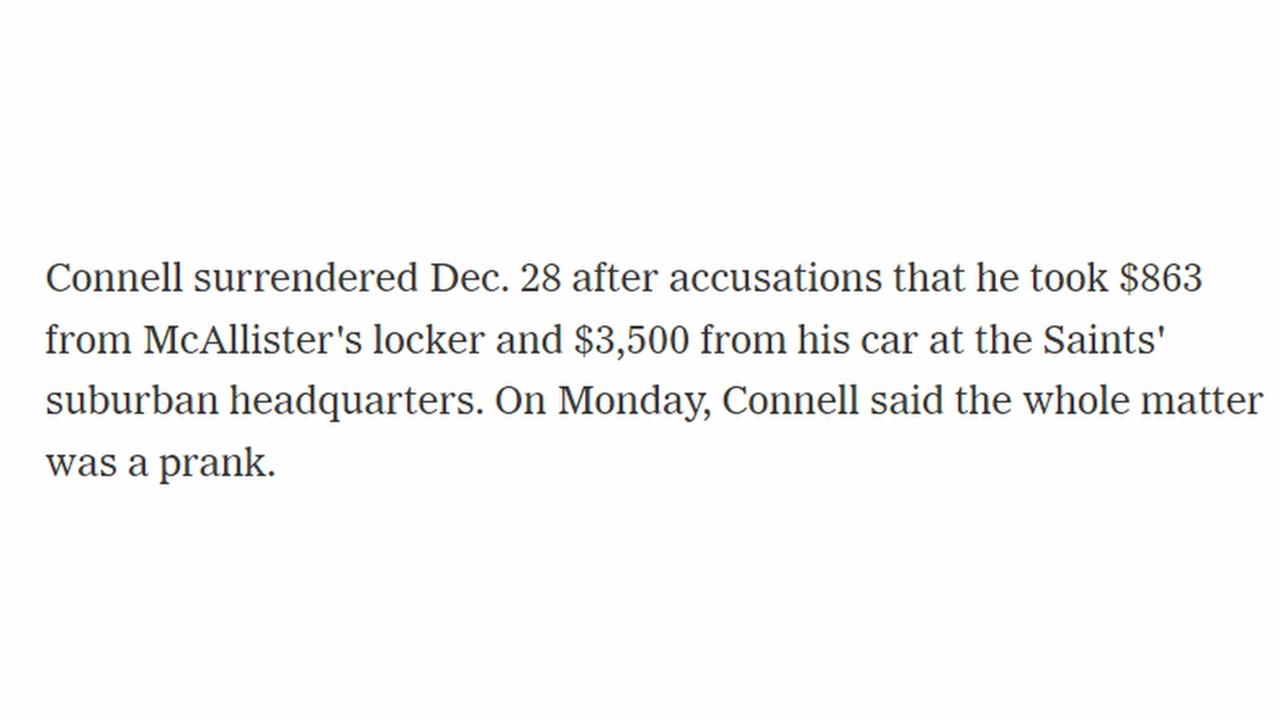 Connell surrendered Dec. 28 after accusations that he took $863
from McAllister's locker and $3,500 from his car at the Saints'
suburban headquarters. On Monday, Connell said the whole matter
was a prank.